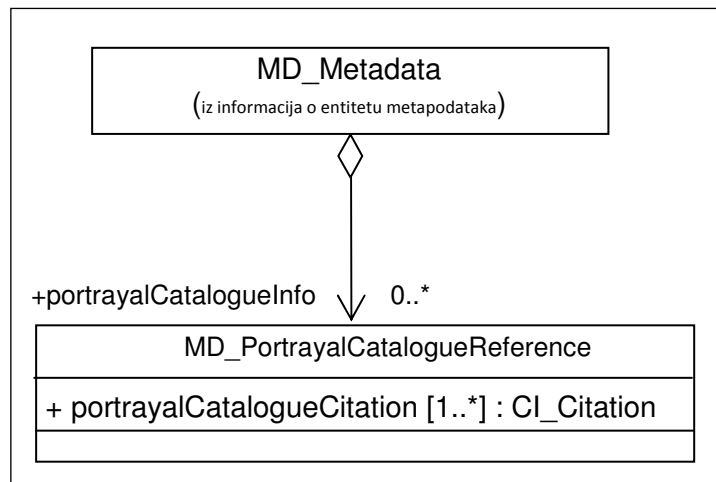 MD_Metadata
(iz informacija o entitetu metapodataka)
+portrayalCatalogueInfo 0..*
MD_PortrayalCatalogueReference
+ portrayalCatalogueCitation [1..*] : CI_Citation